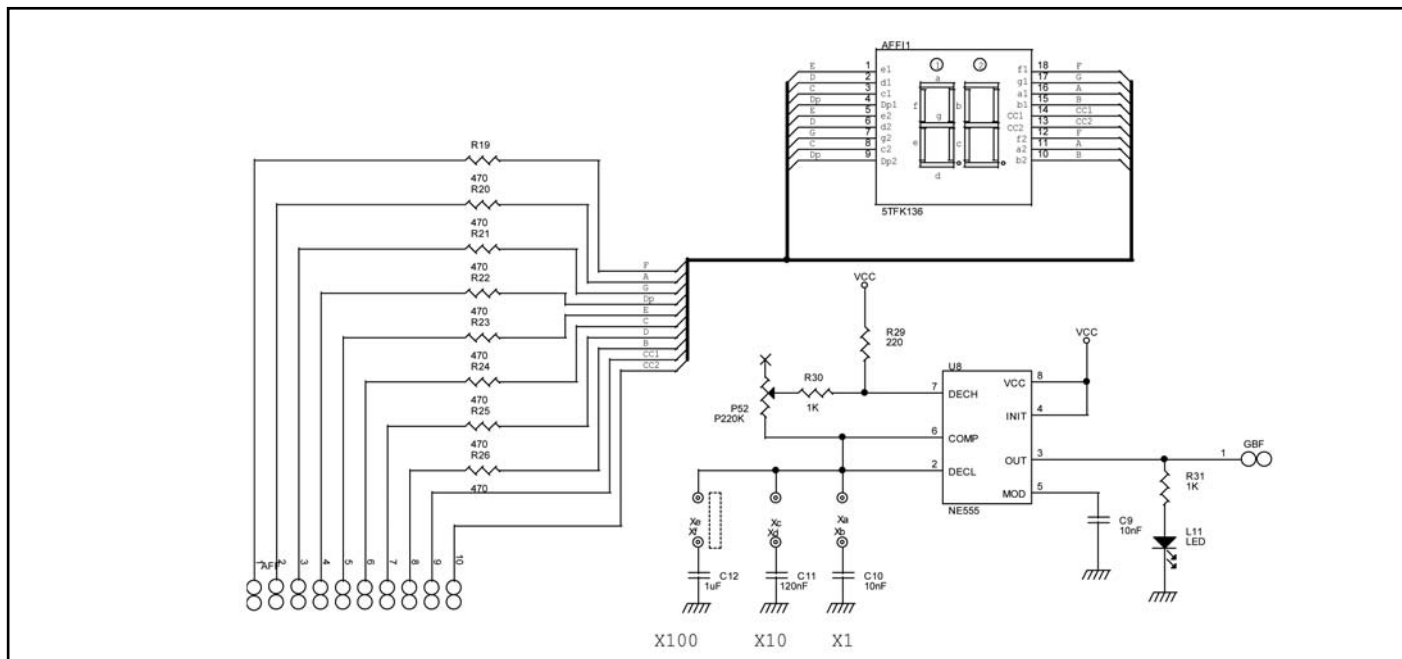 AFFI1
E 1 e1 f1 18 F
D 2 d1 g1 17 G
C 3 c1 a1 16 A
Dp 4 Dp1 b1 15 B
E 5 e2 CC1 14 CC1
D 6 d2 CC2 13 CC2
G 7 g2 f2 12 F
C 8 c2 a2 11 A
Dp 9 Dp2 b2 10 B
1 2
a
f b
g
e c
d
5TFK136
R19
470
R20
470
R21
470
R22
470
R23
470
R24
470
R25
470
R26
470
F
A
G
Dp
E
C
D
B
CC1
CC2
1 2 3 4 5 6 7 8 9 10
AFF
VCC
R29
220
VCC
P52
P220K
R30
1K
U8
7 DECH VCC 8
INIT 4
6 COMP
2 DECL OUT 3
MOD 5
NE555
1 GBF
R31
1K
L11
LED
C9
10nF
Xe Xc Xa
Xf Xd Xb
C12 C11 C10
1uF 120nF 10nF
X100 X10 X1